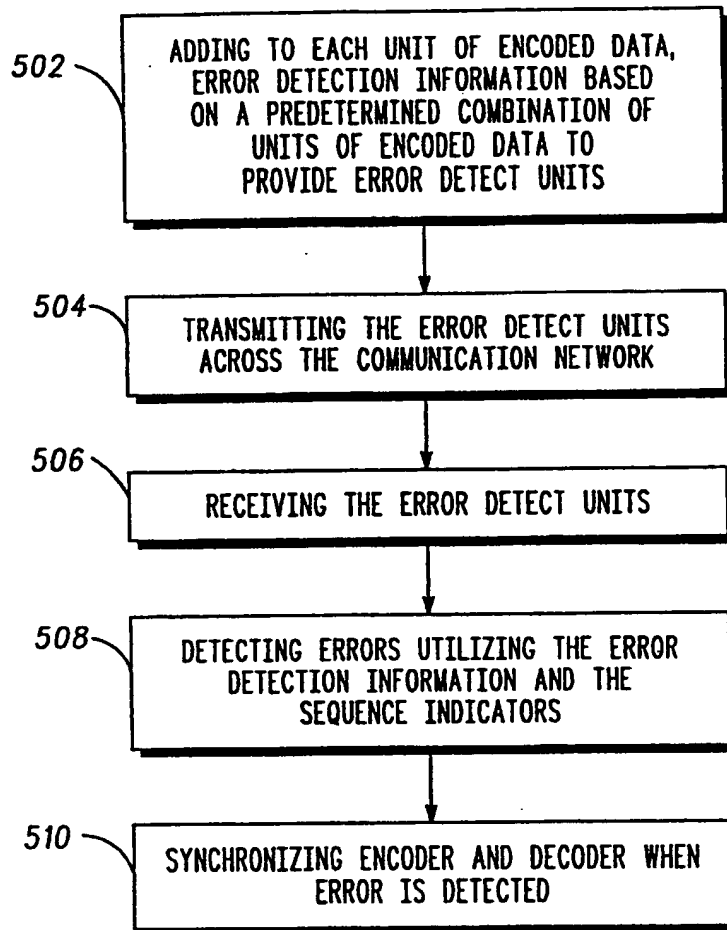 502
ADDING TO EACH UNIT OF ENCODED DATA,
ERROR DETECTION INFORMATION BASED
ON A PREDETERMINED COMBINATION OF
UNITS OF ENCODED DATA TO
PROVIDE ERROR DETECT UNITS
504
TRANSMITTING THE ERROR DETECT UNITS
ACROSS THE COMMUNICATION NETWORK
506
RECEIVING THE ERROR DETECT UNITS
508
DETECTING ERRORS UTILIZING THE ERROR
DETECTION INFORMATION AND THE
SEQUENCE INDICATORS
510
SYNCHRONIZING ENCODER AND DECODER WHEN
ERROR IS DETECTED